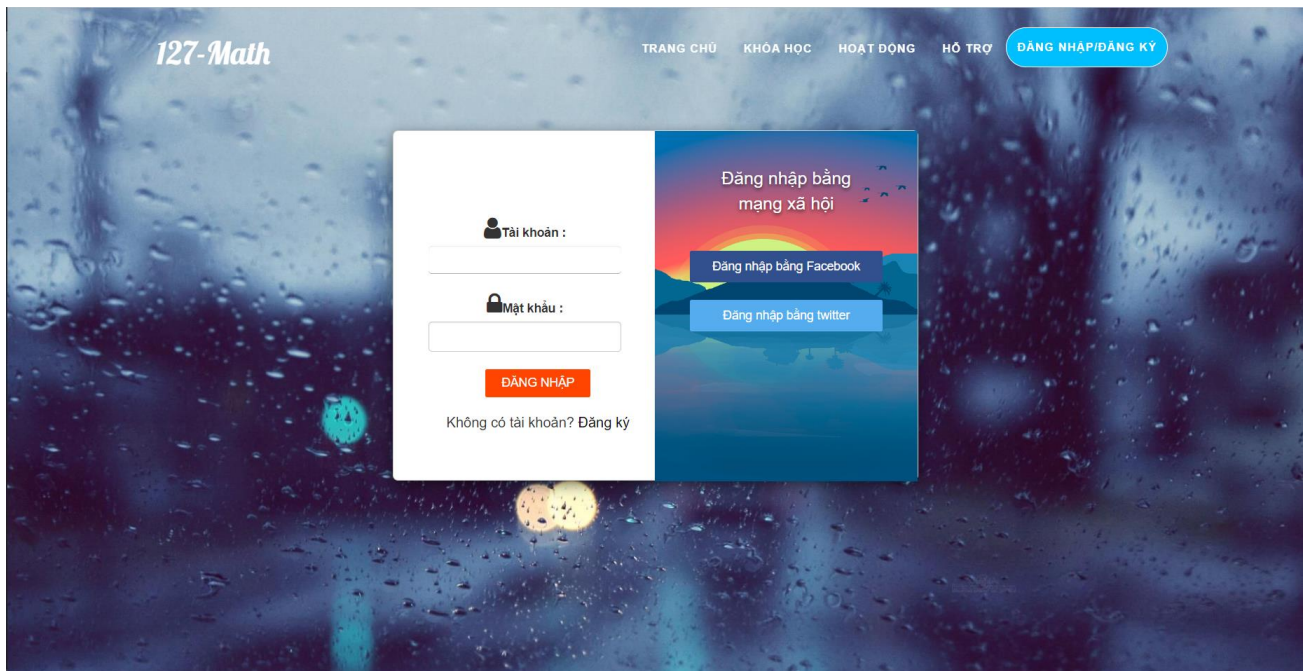 127-Math
TRANG CHỦ KHÓA HỌC HOẠT ĐỘNG HỖ TRỢ ĐĂNG NHẬP/ĐĂNG KÝ
Tài khoản :
Mật khẩu :
ĐĂNG NHẬP
Không có tài khoản? Đăng ký
Đăng nhập bằng
mạng xã hội
Đăng nhập bằng Facebook
Đăng nhập bằng twitter